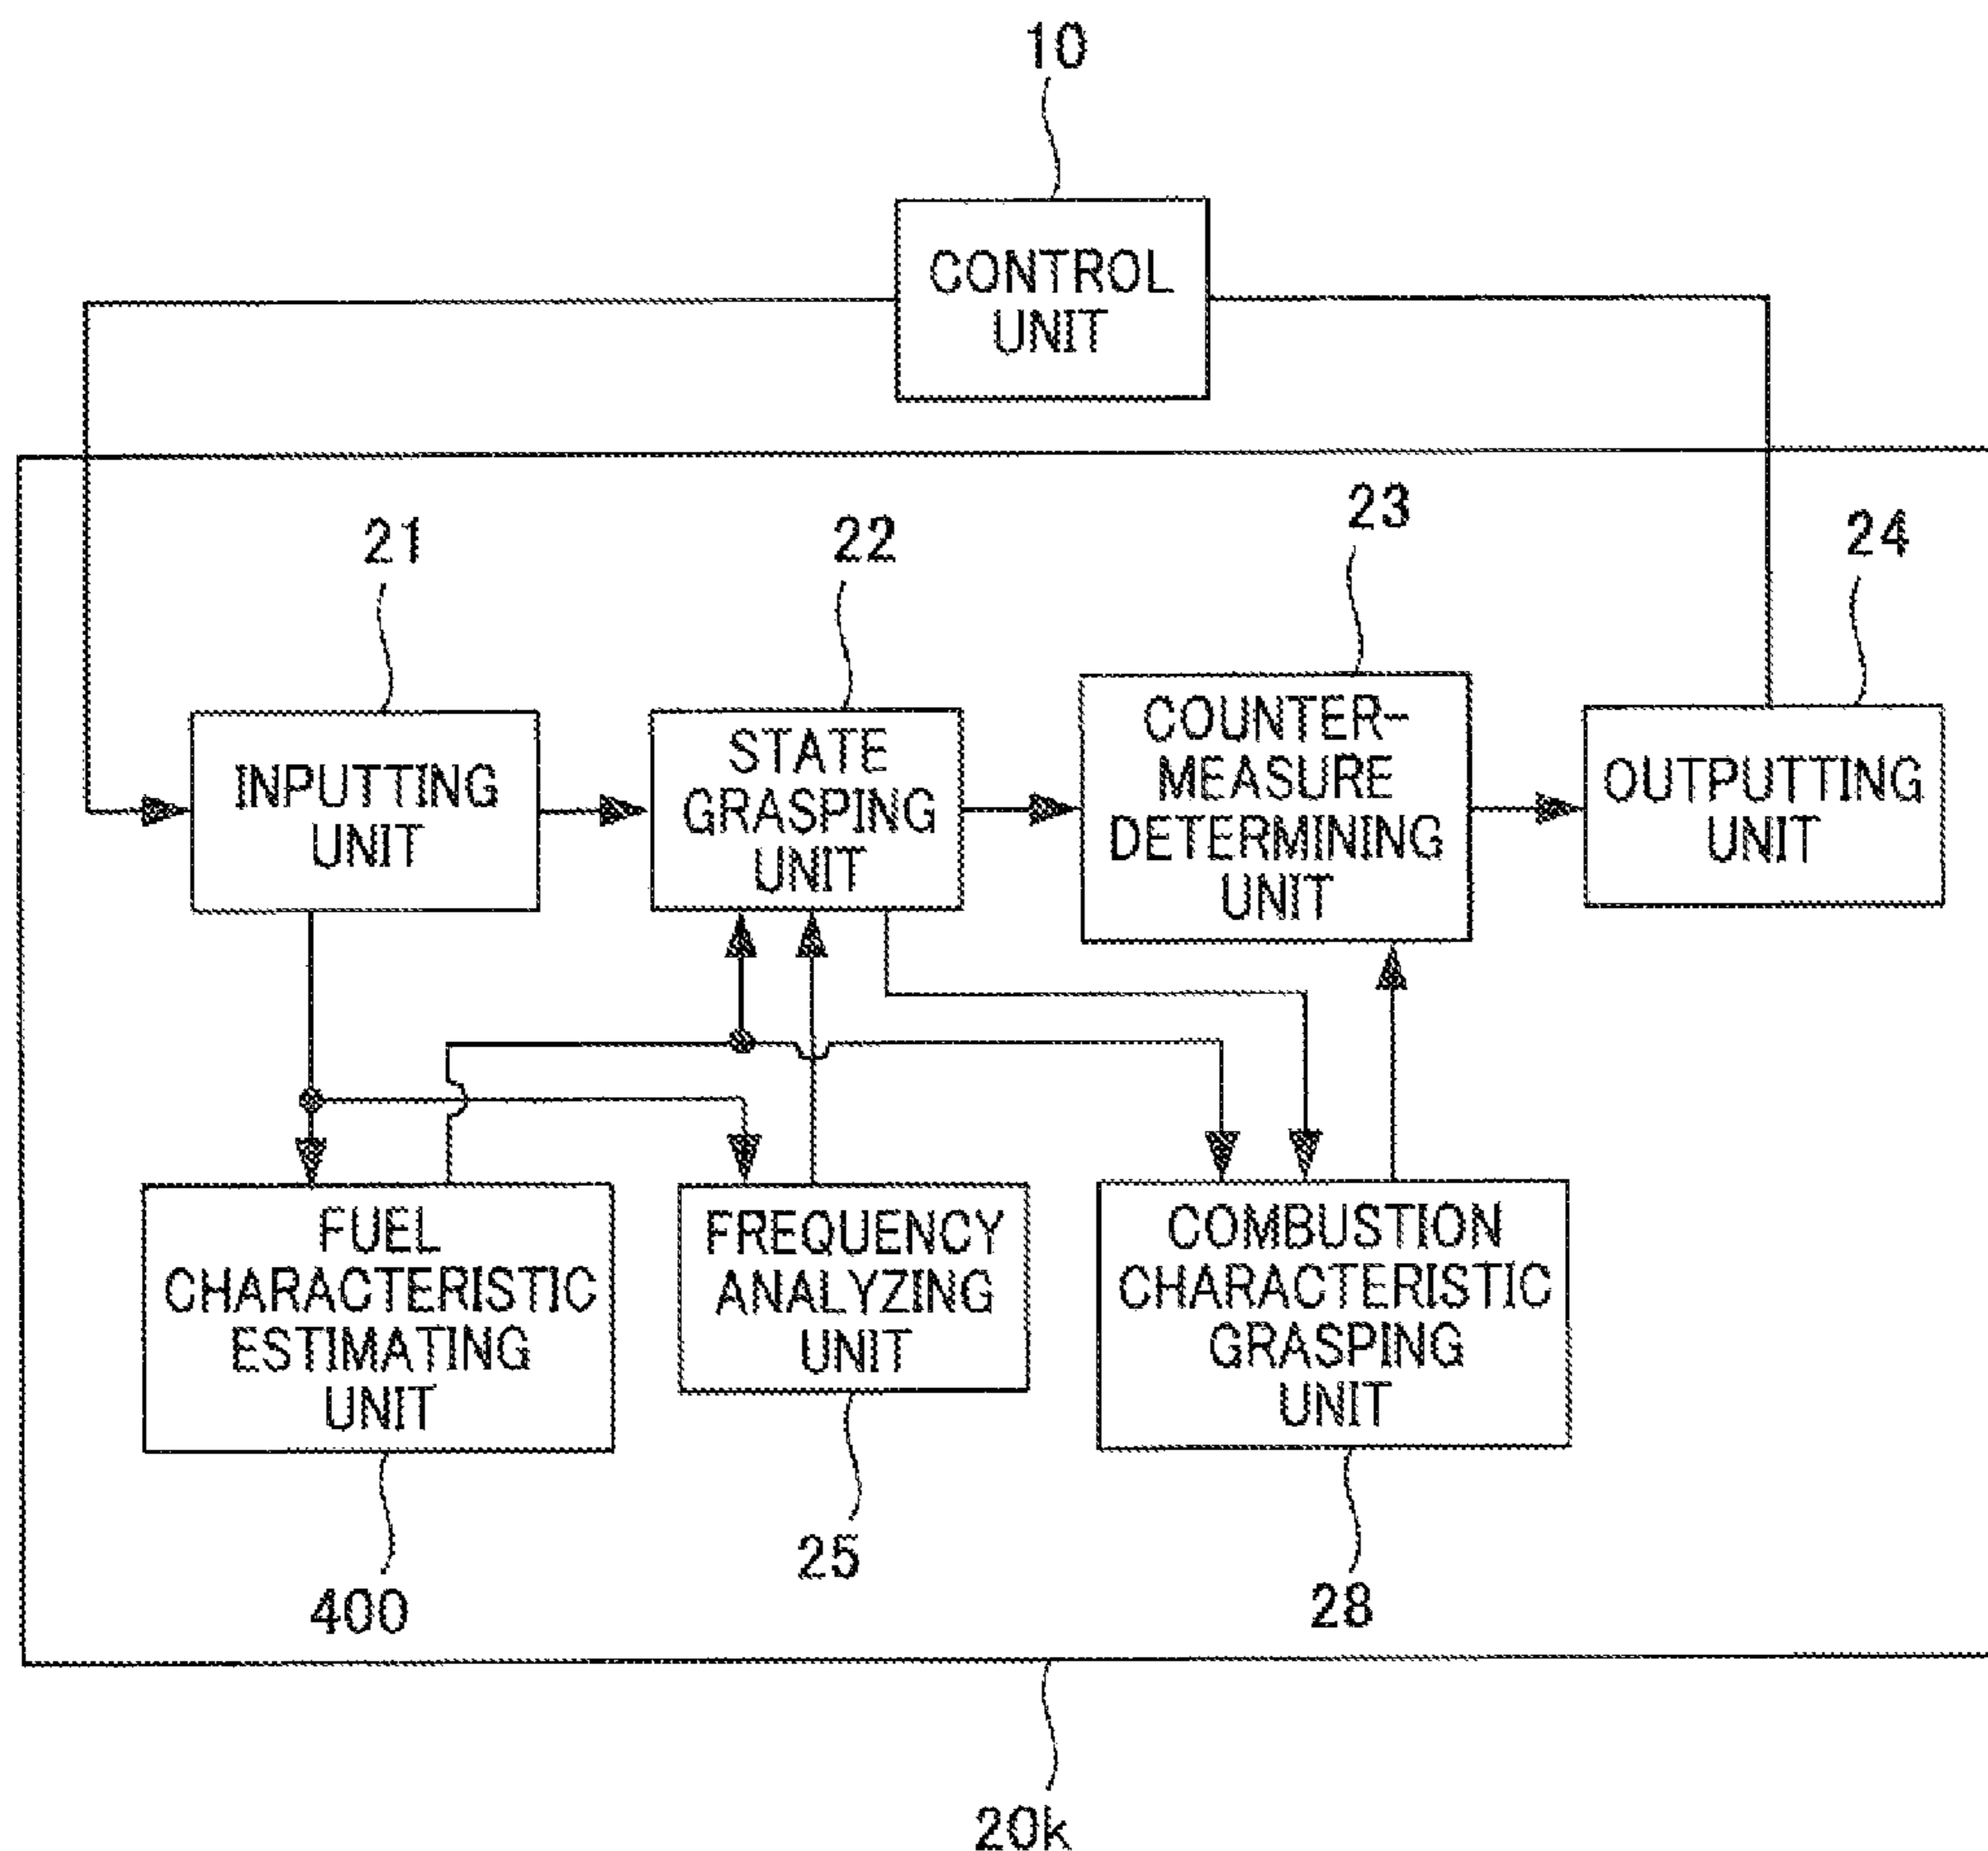 10
CONTROL
UNIT
21
22
23
24
INPUTTING
UNIT
STATE
GRASPING
UNIT
COUNTER-
MEASURE
DETERMINING
UNIT
OUTPUTTING
UNIT
FUEL
CHARACTERISTIC
ESTIMATING
UNIT
FREQUENCY
ANALYZING
UNIT
COMBUSTION
CHARACTERISTIC
GRASPING
UNIT
400
25
28
20k